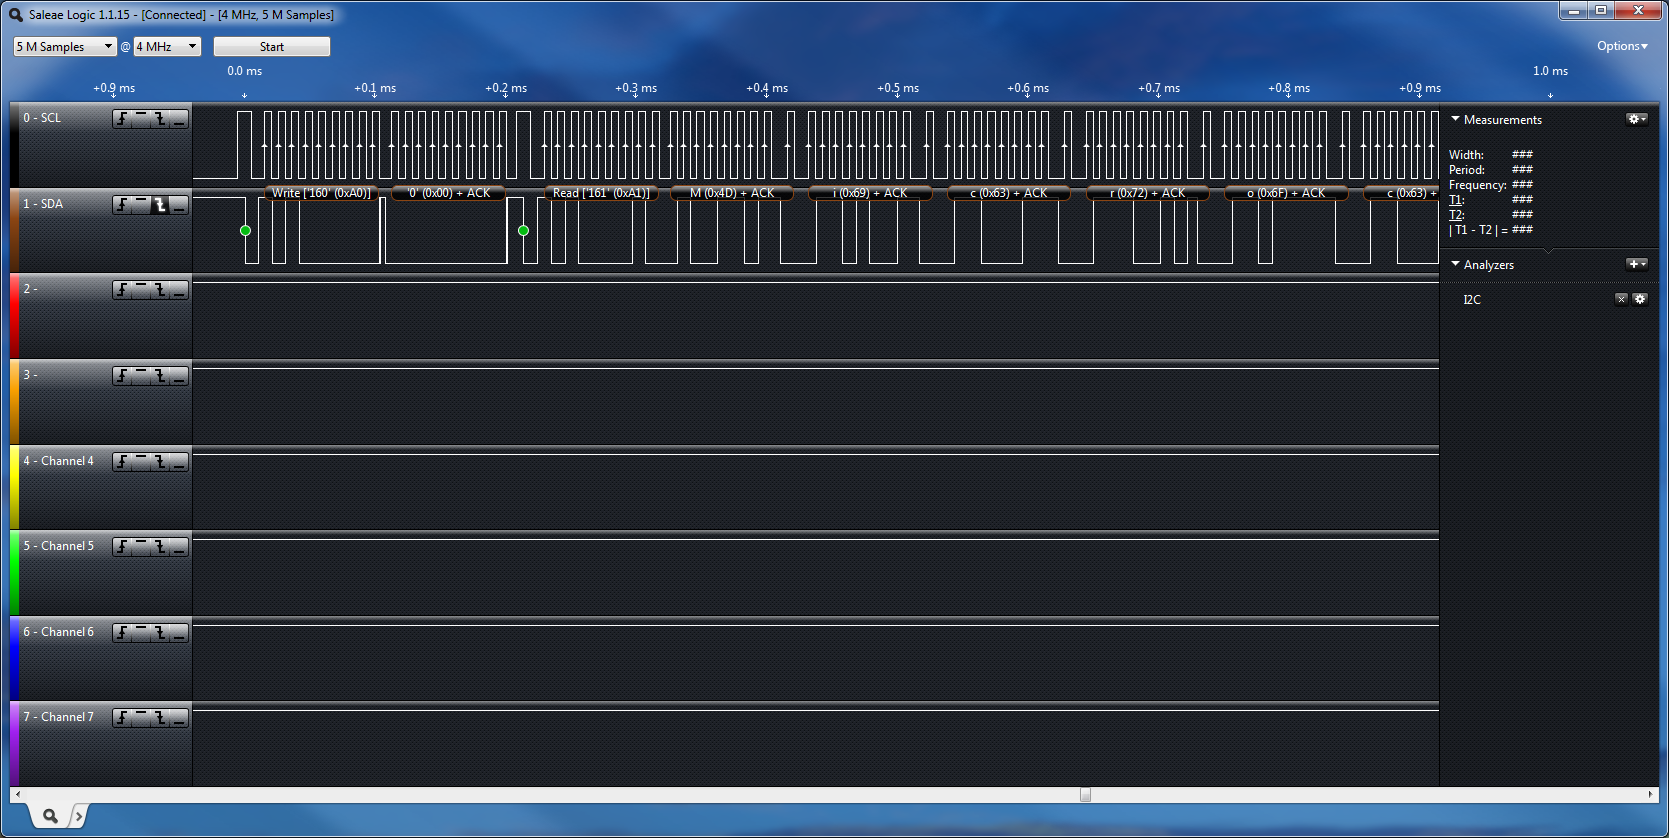 Saleae Logic 1.1.15 - [Connected] - [4 MHz, 5 M Samples]
5 M Samples @ 4 MHz Start Options
0.0 ms 1.0 ms
+0.9 ms +0.1 ms +0.2 ms +0.3 ms +0.4 ms +0.5 ms +0.6 ms +0.7 ms +0.8 ms +0.9 ms
0 - SCL
1 - SDA
Write ['160' (0xA0)] '0' (0x00) + ACK Read ['161' (0xA1)] M (0x4D) + ACK i (0x69) + ACK c (0x63) + ACK r (0x72) + ACK o (0x6F) + ACK c (0x63) +
2 -
3 -
4 - Channel 4
5 - Channel 5
6 - Channel 6
7 - Channel 7
Measurements
Width: ###
Period: ###
Frequency: ###
T1: ###
T2: ###
| T1 - T2 | = ###
Analyzers
I2C